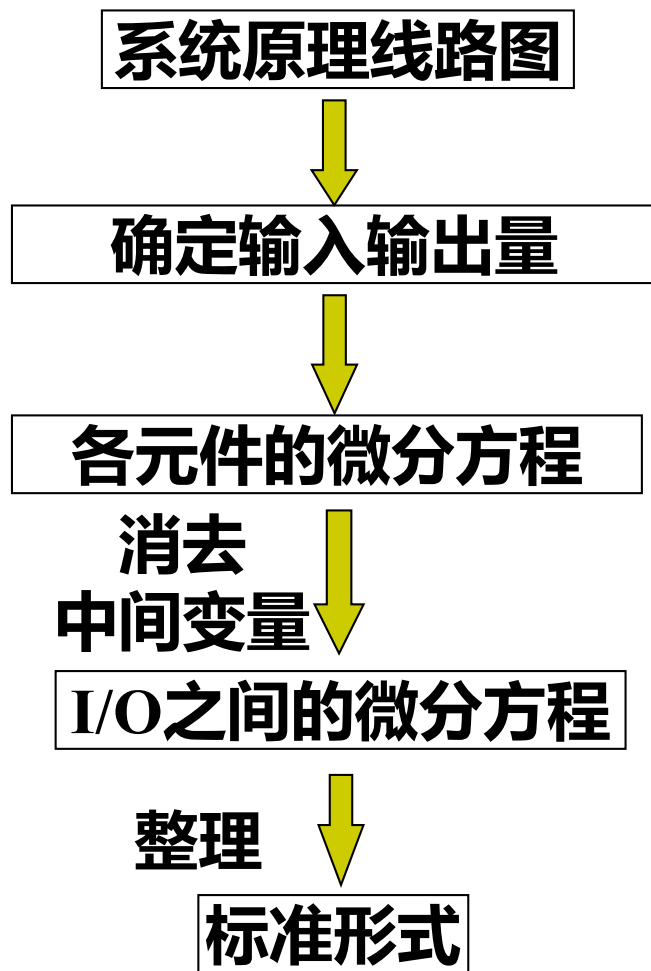 系统原理线路图
确定输入输出量
各元件的微分方程
消去
中间变量
I/O之间的微分方程
整理
标准形式